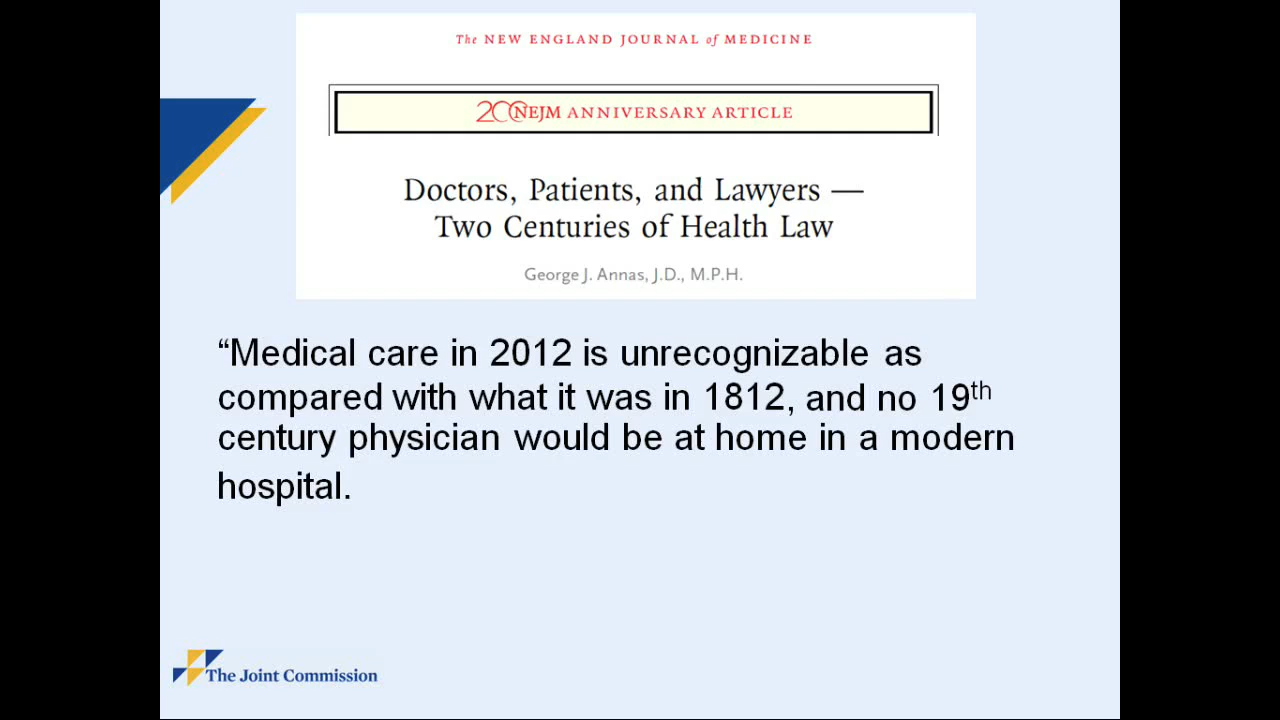 The NEW ENGLAND JOURNAL of MEDICINE
200 NEJM ANNIVERSARY ARTICLE
Doctors, Patients, and Lawyers —
Two Centuries of Health Law
George J. Annas, J.D., M.P.H.
“Medical care in 2012 is unrecognizable as
compared with what it was in 1812, and no 19th
century physician would be at home in a modern
hospital.
The Joint Commission